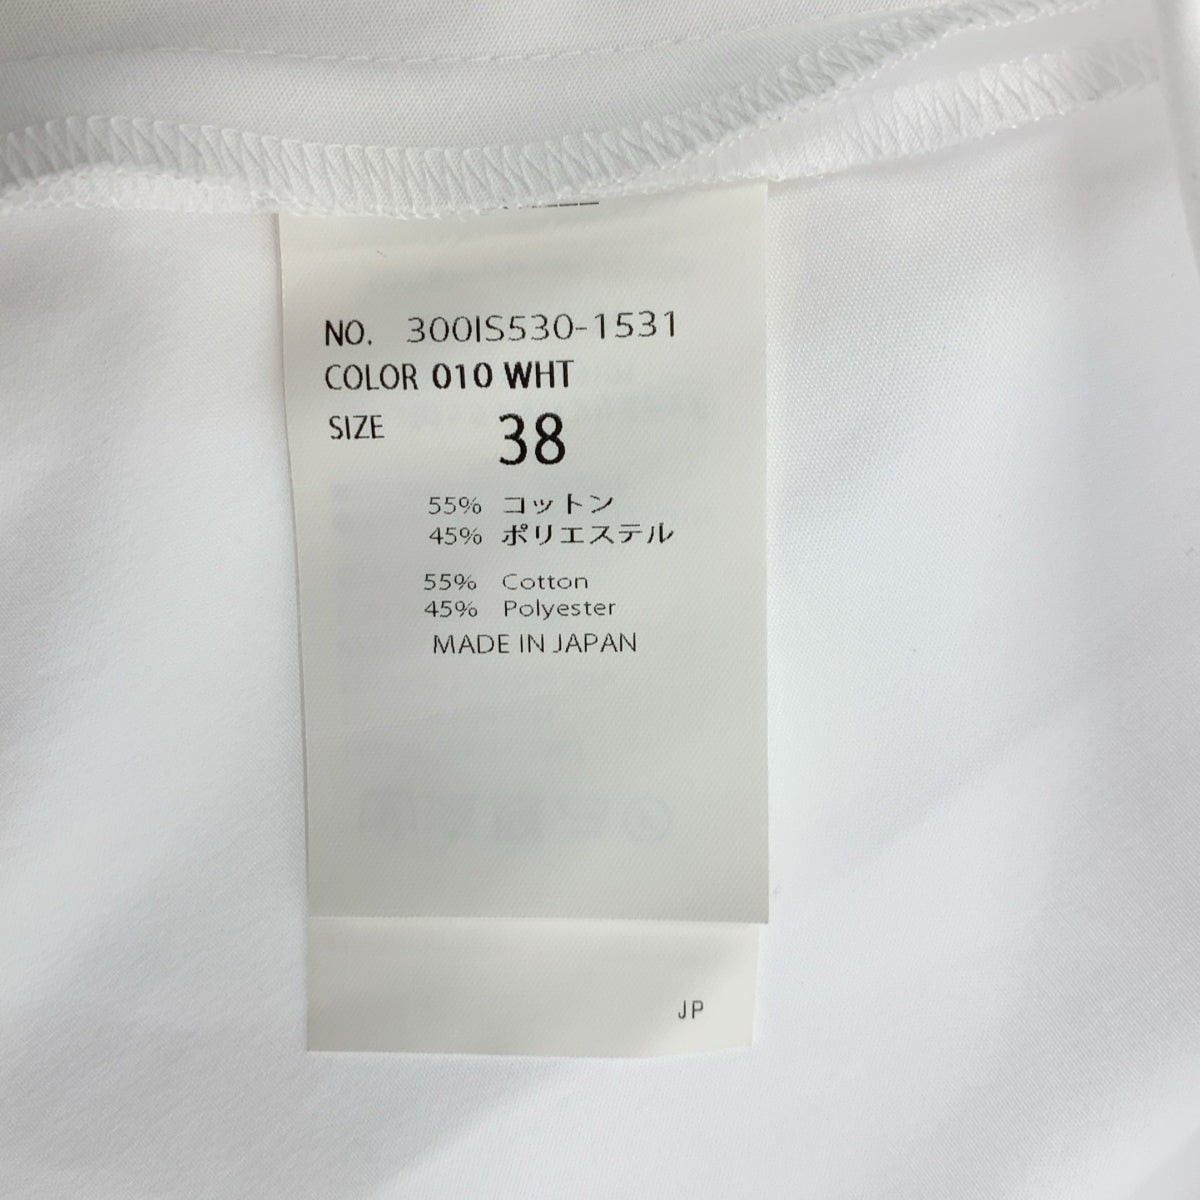 NO. 300IS530-1531
COLOR 010 WHT
SIZE 38
55% コットン
45% ポリエステル
55% Cotton
45% Polyester
MADE IN JAPAN
JP